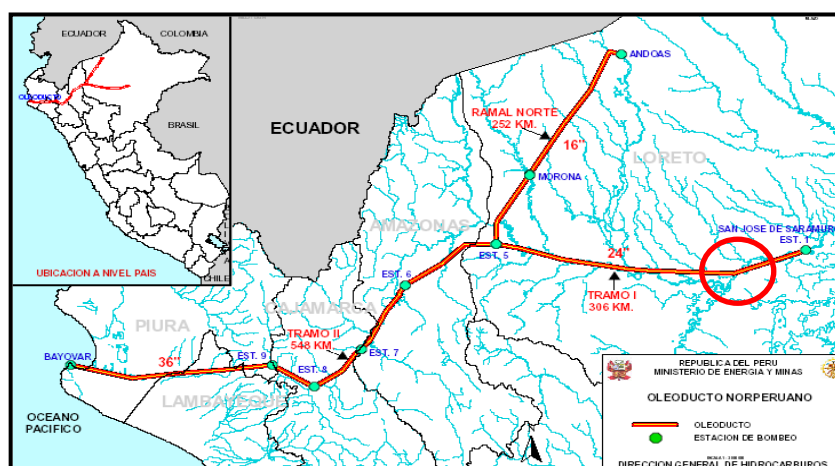 ECUADOR
COLOMBIA
OLEODUCTO
BRASIL
CHILE
UBICACION A NIVEL PAIS
ECUADOR
ANDOAS
RAMAL NORTE
252 KM.
16"
LORETO
MORONA
AMAZONAS
SAN JOSE DE SARAMURO
EST. 1
EST. 5
24"
TRAMO I
306 KM.
EST. 6
CAJAMARCA
TRAMO II
548 KM.
EST. 7
PIURA
BAYOVAR
36"
EST. 9
EST. 8
LAMBAYEQUE
OCEANO
PACIFICO
N
REPUBLICA DEL PERU
MINISTERIO DE ENERGIA Y MINAS
OLEODUCTO NORPERUANO
OLEODUCTO
ESTACION DE BOMBEO
DIRECCION GENERAL DE HIDROCARBUROS